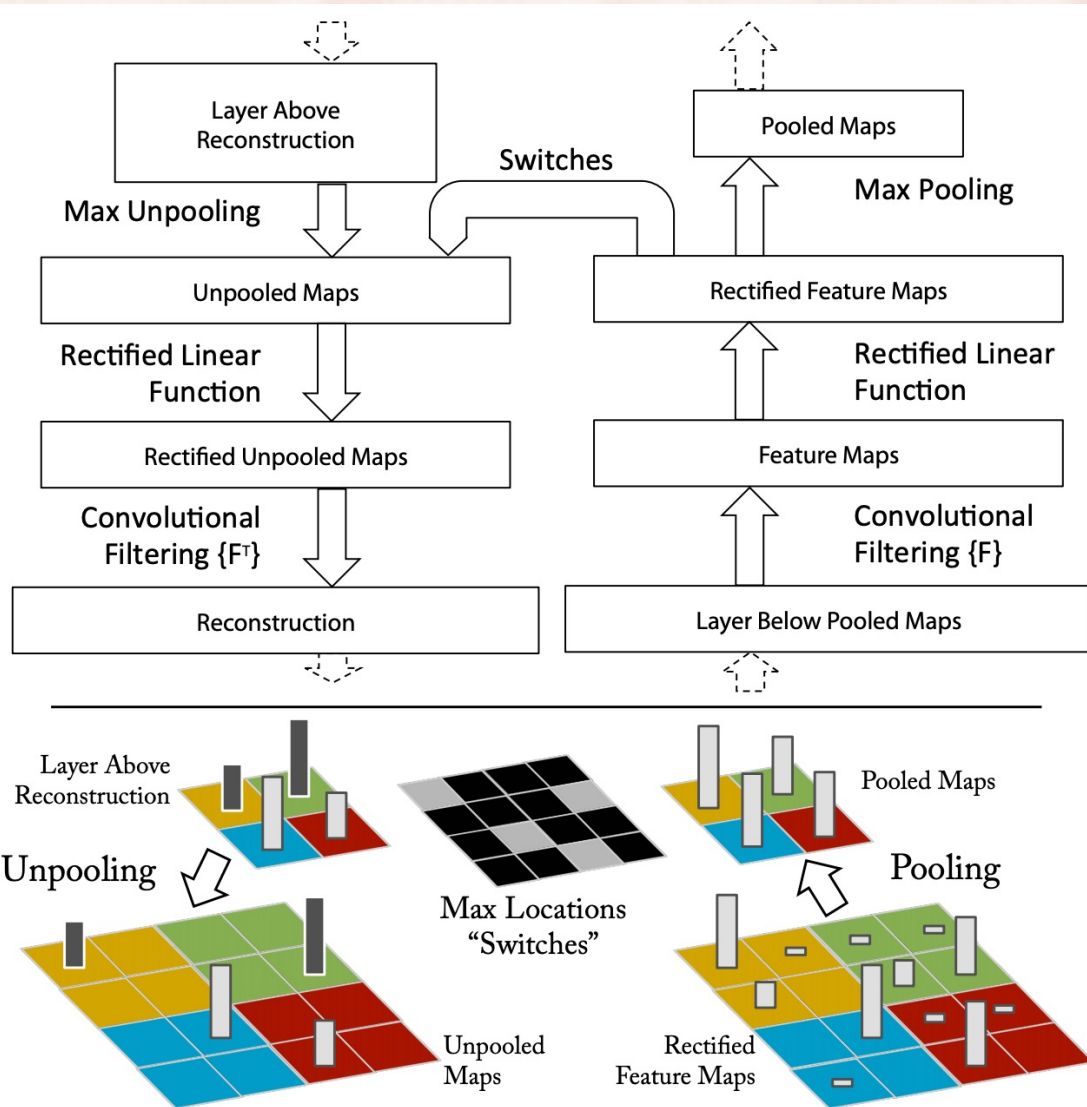 Layer Above
Reconstruction
Pooled Maps
Switches
Max Unpooling
Max Pooling
Unpooled Maps
Rectified Feature Maps
Rectified Linear
Function
Rectified Linear
Function
Rectified Unpooled Maps
Feature Maps
Convolutional
Filtering {Fᵀ}
Convolutional
Filtering {F}
Reconstruction
Layer Below Pooled Maps
Layer Above
Reconstruction
Pooled Maps
Unpooling
Pooling
Max Locations
“Switches”
Unpooled
Maps
Rectified
Feature Maps